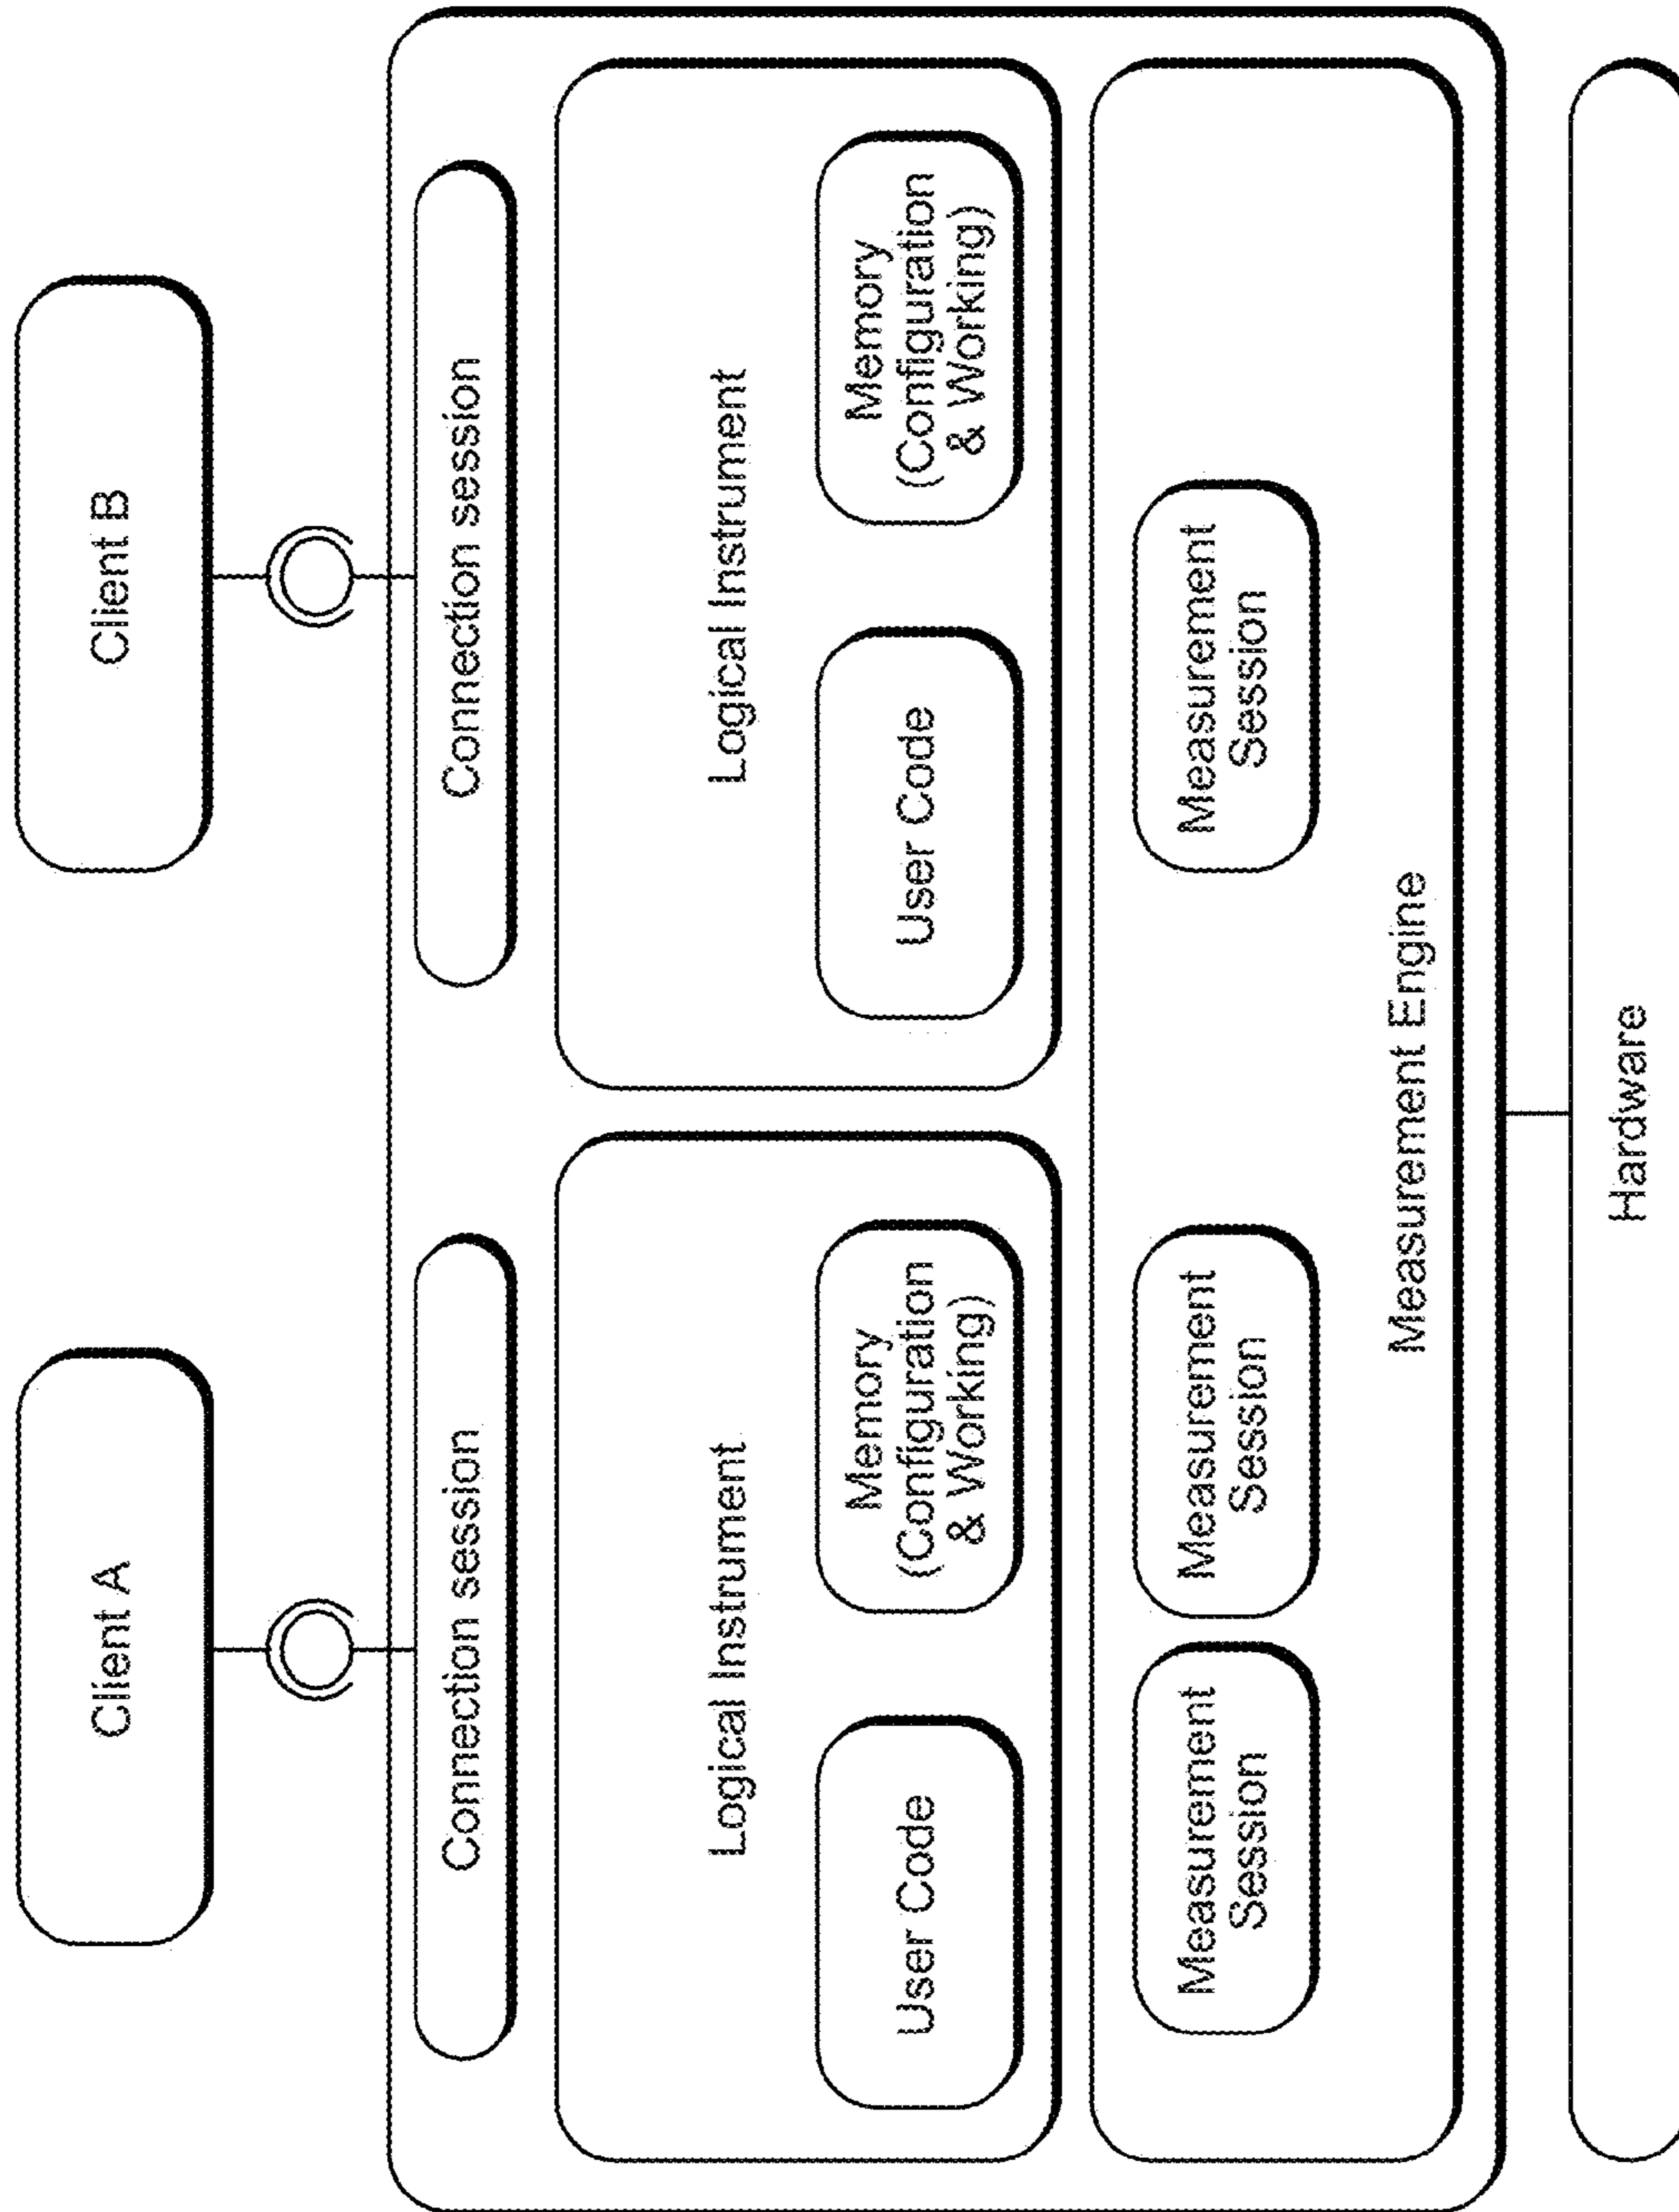 Client A
Client B
Connection session
Connection session
Logical Instrument
Logical Instrument
User Code
Memory
(Configuration
& Working)
User Code
Memory
(Configuration
& Working)
Measurement
Session
Measurement
Session
Measurement
Session
Measurement Engine
Hardware